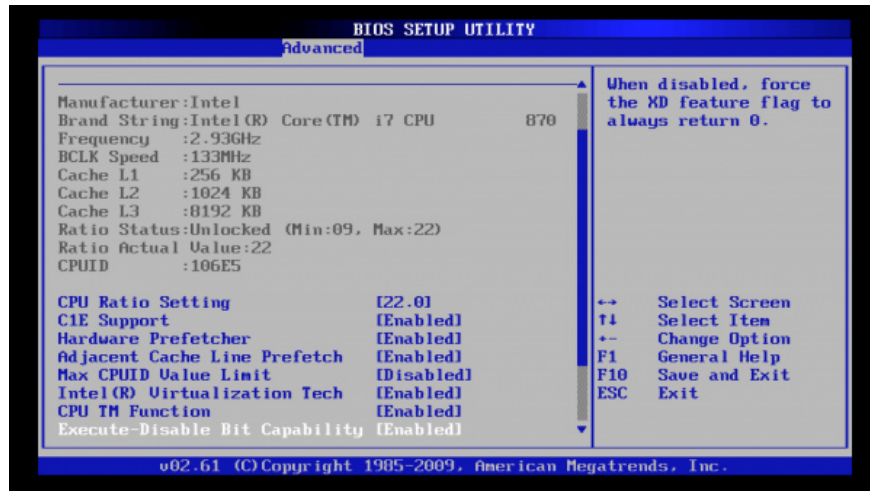 BIOS SETUP UTILITY
Advanced
Manufacturer:Intel
Brand String:Intel(R) Core(TM) i7 CPU 870
Frequency :2.93GHz
BCLK Speed :133MHz
Cache L1 :256 KB
Cache L2 :1024 KB
Cache L3 :8192 KB
Ratio Status:Unlocked (Min:09, Max:22)
Ratio Actual Value:22
CPUID :106E5
CPU Ratio Setting [22.0]
C1E Support [Enabled]
Hardware Prefetcher [Enabled]
Adjacent Cache Line Prefetch [Enabled]
Max CPUID Value Limit [Disabled]
Intel(R) Virtualization Tech [Enabled]
CPU TM Function [Enabled]
Execute-Disable Bit Capability [Enabled]
When disabled, force
the XD feature flag to
always return 0.
←→ Select Screen
↑↓ Select Item
+- Change Option
F1 General Help
F10 Save and Exit
ESC Exit
v02.61 (C)Copyright 1985-2009, American Megatrends, Inc.